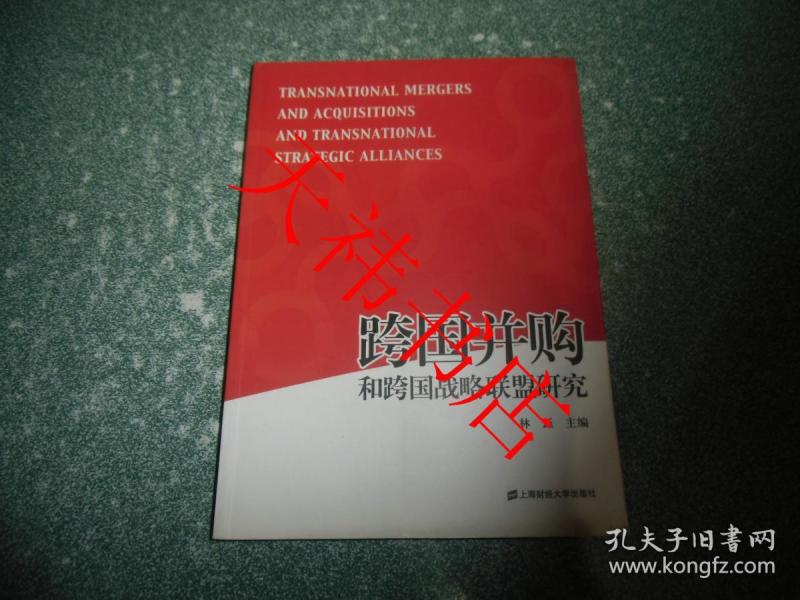 TRANSNATIONAL MERGERS
AND ACQUISITIONS
AND TRANSNATIONAL
STRATEGIC ALLIANCES
天祎书店
跨国并购
和跨国战略联盟研究
林 主编
上海财经大学出版社
孔夫子旧书网
www.kongfz.com